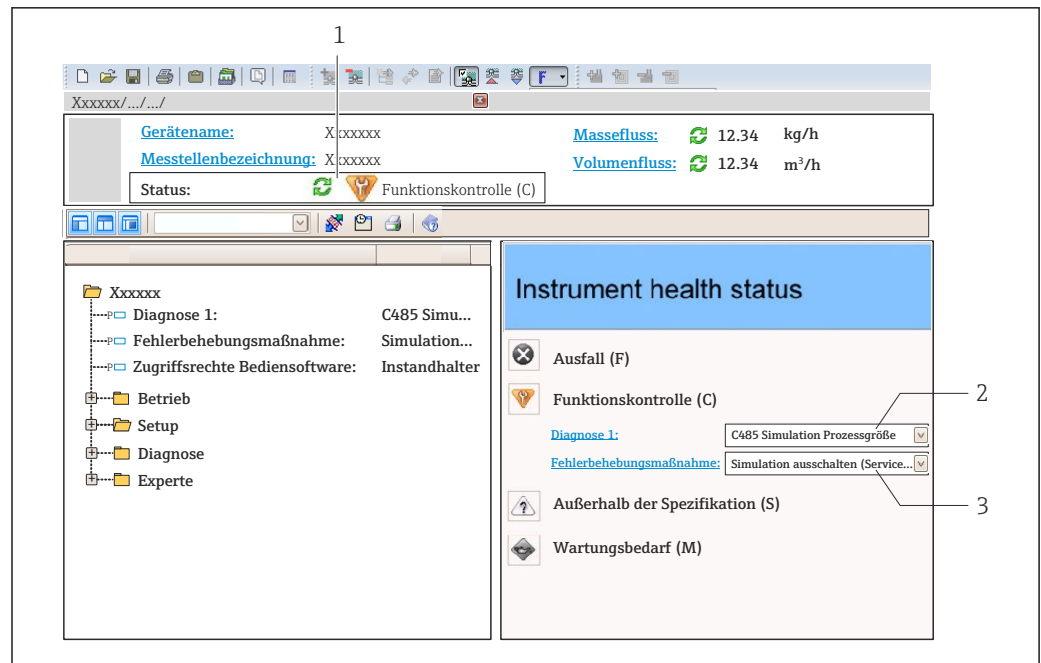 1
F
Xxxxxx/.../.../
Gerätename: Xxxxxxx
Messtellenbezeichnung: Xxxxxxx
Status: Funktionskontrolle (C)
Massefluss: 12.34 kg/h
Volumenfluss: 12.34 m³/h
Xxxxxx
P Diagnose 1: C485 Simu...
P Fehlerbehebungsmaßnahme: Simulation...
P Zugriffsrechte Bediensoftware: Instandhalter
Betrieb
Setup
Diagnose
Experte
Instrument health status
Ausfall (F)
Funktionskontrolle (C)
Diagnose 1: C485 Simulation Prozessgröße
2
Fehlerbehebungsmaßnahme: Simulation ausschalten (Service...
3
Außerhalb der Spezifikation (S)
Wartungsbedarf (M)